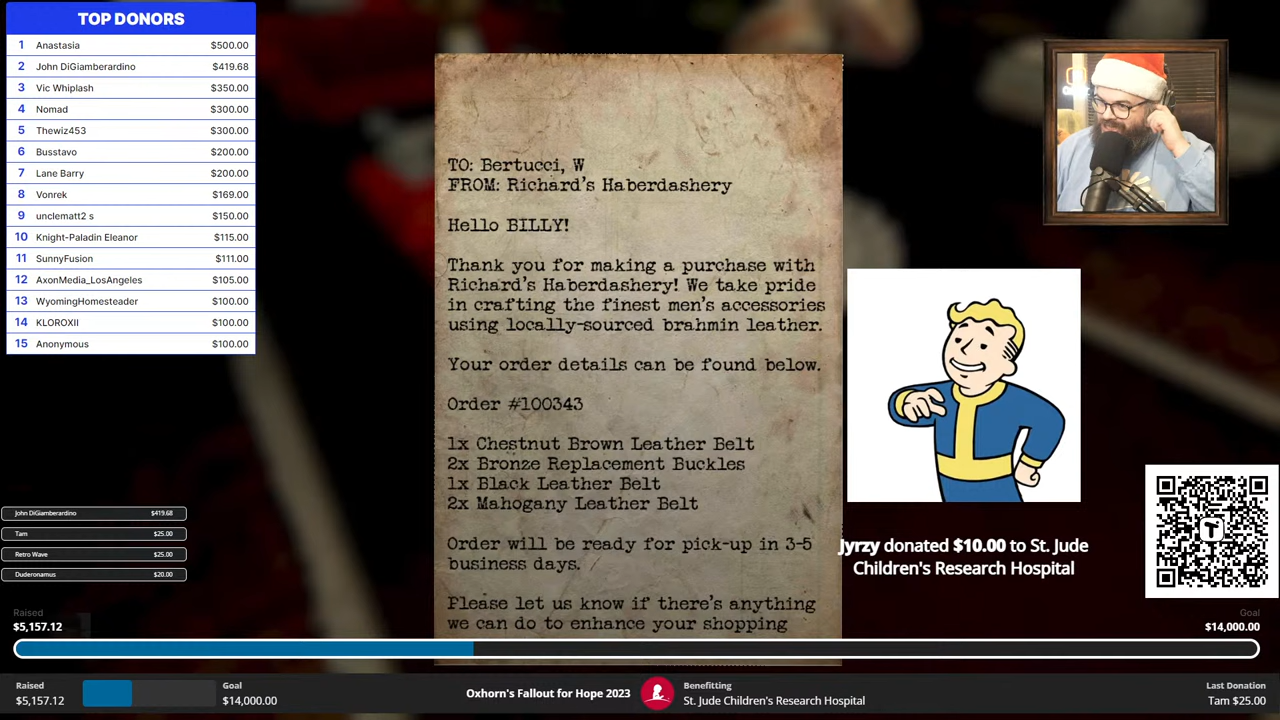 TOP DONORS
1 Anastasia $500.00
2 John DiGiamberardino $419.68
3 Vic Whiplash $350.00
4 Nomad $300.00
5 Thewiz453 $300.00
6 Busstavo $200.00
7 Lane Barry $200.00
8 Vonrek $169.00
9 unclematt2 s $150.00
10 Knight-Paladin Eleanor $115.00
11 SunnyFusion $111.00
12 AxonMedia_LosAngeles $105.00
13 WyomingHomesteader $100.00
14 KLOROXII $100.00
15 Anonymous $100.00
TO: Bertucci, W
FROM: Richard's Haberdashery
Hello BILLY!
Thank you for making a purchase with
Richard's Haberdashery! We take pride
in crafting the finest men's accessories
using locally-sourced brahmin leather.
Your order details can be found below.
Order #100343
1x Chestnut Brown Leather Belt
2x Bronze Replacement Buckles
1x Black Leather Belt
2x Mahogany Leather Belt
Order will be ready for pick-up in 3-5
business days.
Please let us know if there's anything
we can do to enhance your shopping
Jyrzy donated $10.00 to St. Jude
Children's Research Hospital
John DiGiamberardino $419.68
Tam $25.00
Retro Wave $25.00
Duderonamus $20.00
Raised
$5,157.12
Goal
$14,000.00
Raised
$5,157.12
Goal
$14,000.00
Oxhorn's Fallout for Hope 2023
Benefitting
St. Jude Children's Research Hospital
Last Donation
Tam $25.00